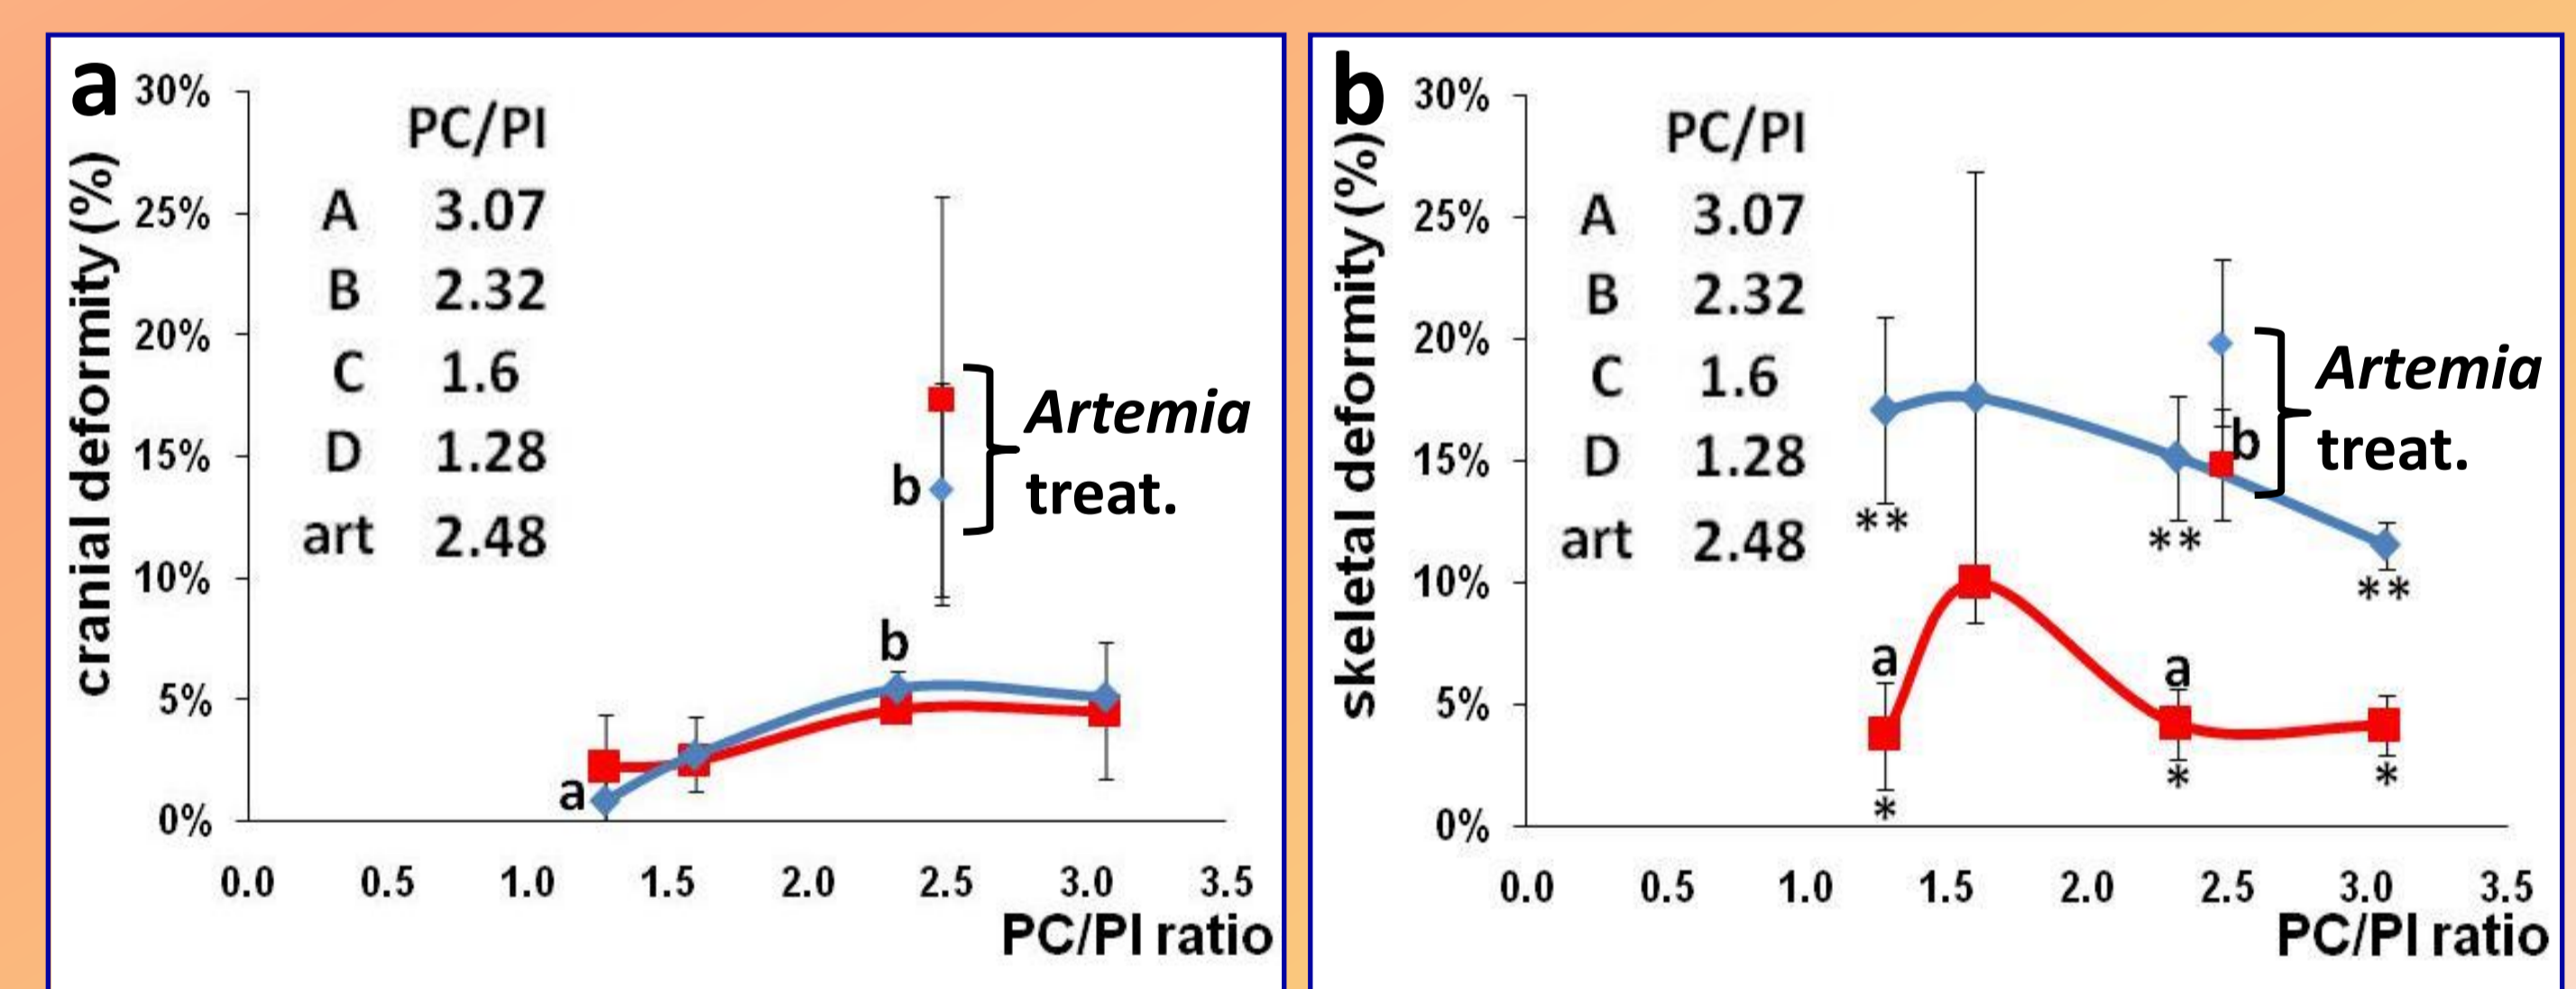 a
cranial deformity (%)
30%
25%
20%
15%
10%
5%
0%
PC/PI
A 3.07
B 2.32
C 1.6
D 1.28
art 2.48
Artemia
treat.
b
b
a
0.0 0.5 1.0 1.5 2.0 2.5 3.0 3.5
PC/PI ratio
b
skeletal deformity (%)
30%
25%
20%
15%
10%
5%
0%
PC/PI
A 3.07
B 2.32
C 1.6
D 1.28
art 2.48
Artemia
treat.
b
** ** **
a a
* * *
0.0 0.5 1.0 1.5 2.0 2.5 3.0 3.5
PC/PI ratio